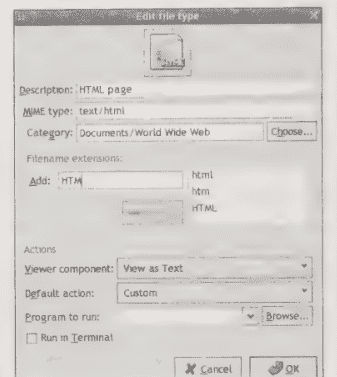 Edit file type
Description: HTML page
MIME type: text/html
Category: Documents/World Wide Web Choose...
Filename extensions:
Add: HTM
html
htm
HTML
Actions
Viewer component: View as Text
Default action: Custom
Program to run: Browse...
Run in Terminal
Cancel OK